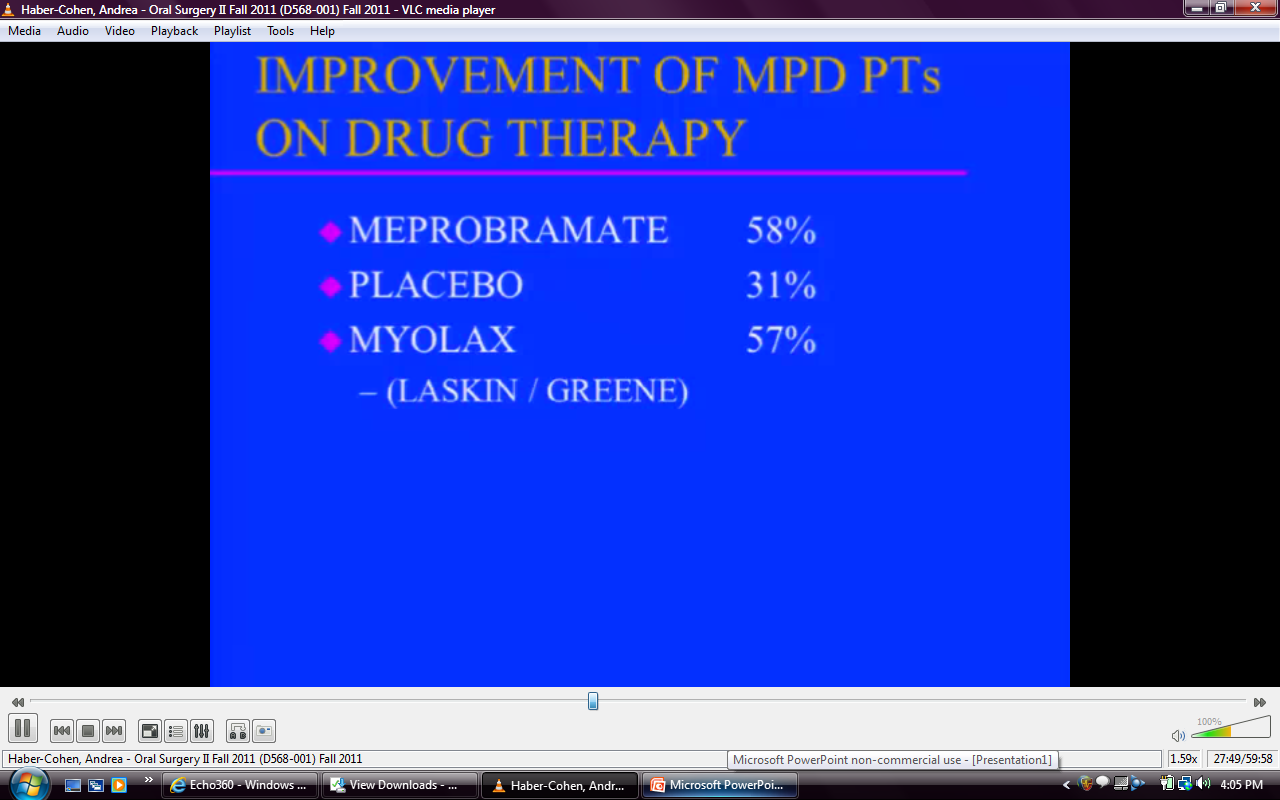 Haber-Cohen, Andrea - Oral Surgery II Fall 2011 (D568-001) Fall 2011 - VLC media player
Media Audio Video Playback Playlist Tools Help
IMPROVEMENT OF MPD PTs
ON DRUG THERAPY
MEPROBRAMATE 58%
PLACEBO 31%
MYOLAX 57%
– (LASKIN / GREENE)
100%
Haber-Cohen, Andrea - Oral Surgery II Fall 2011 (D568-001) Fall 2011 1.59x 27:49/59:58
Microsoft PowerPoint non-commercial use - [Presentation1]
Echo360 - Windows ... View Downloads - ... Haber-Cohen, Andr... Microsoft PowerPoi... 4:05 PM